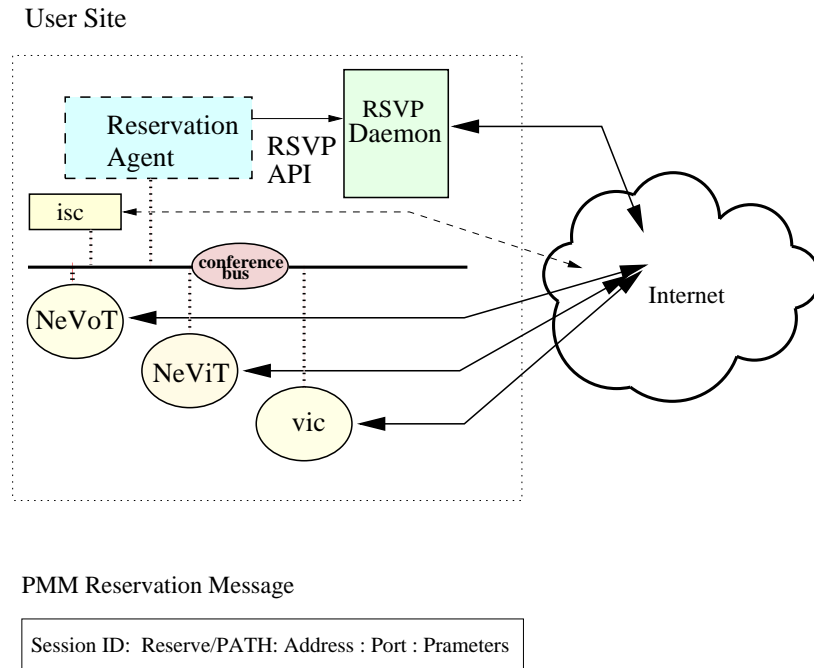 User Site
Reservation
Agent
RSVP
API
RSVP
Daemon
isc
conference
bus
NeVoT
NeViT
vic
Internet
PMM Reservation Message
Session ID:  Reserve/PATH: Address : Port : Prameters